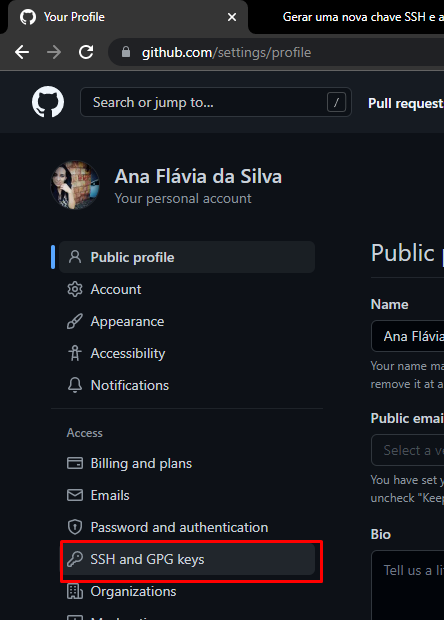 Your Profile
Gerar uma nova chave SSH e a
github.com/settings/profile
Search or jump to...
/
Pull request
Ana Flávia da Silva
Your personal account
Public profile
Account
Appearance
Accessibility
Notifications
Access
Billing and plans
Emails
Password and authentication
SSH and GPG keys
Organizations
Public
Name
Ana Flávia
Your name ma
remove it at a
Public emai
Select a ve
You have set y
uncheck "Keep
Bio
Tell us a li